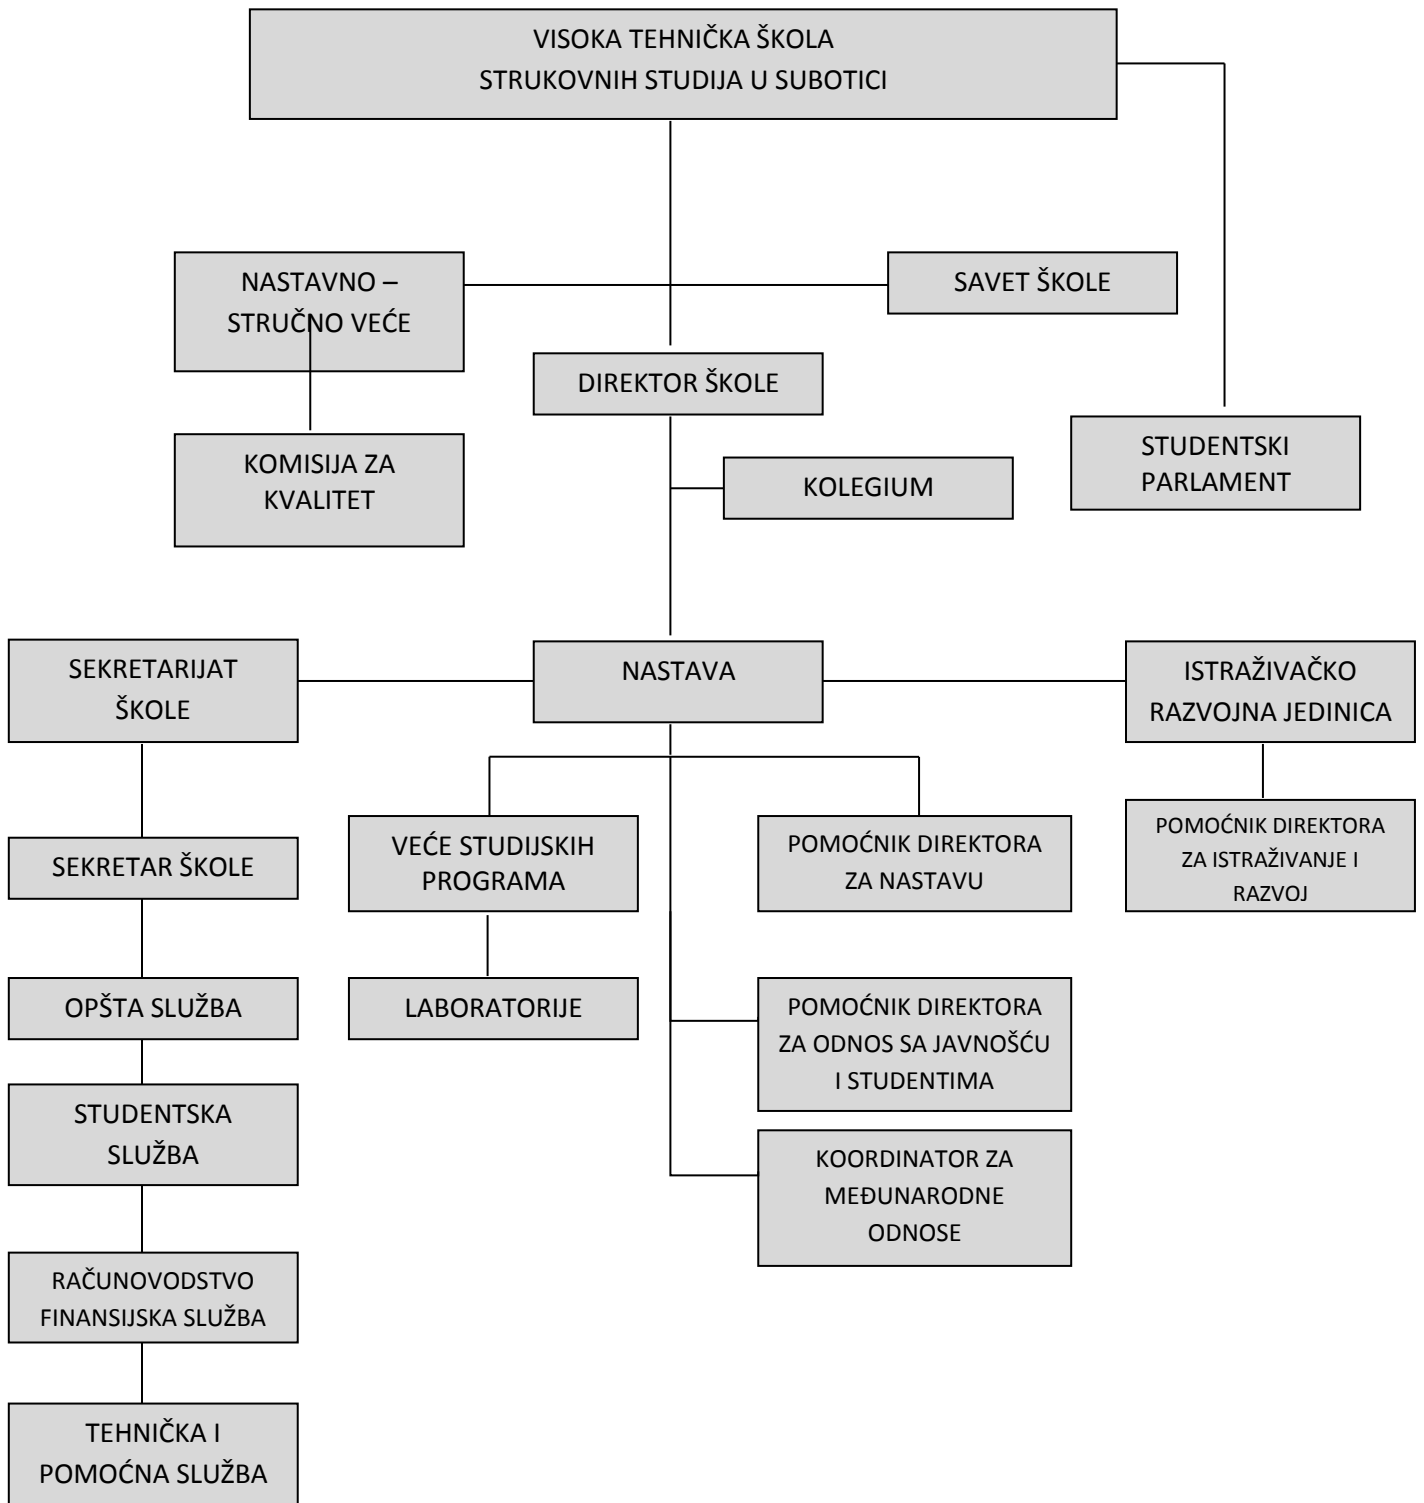 VISOKA TEHNIČKA ŠKOLA
STRUKOVNIH STUDIJA U SUBOTICI
NASTAVNO –
STRUČNO VEĆE
SAVET ŠKOLE
DIREKTOR ŠKOLE
KOMISIJA ZA
KVALITET
KOLEGIUM
STUDENTSKI
PARLAMENT
SEKRETARIJAT
ŠKOLE
NASTAVA
ISTRAŽIVAČKO
RAZVOJNA JEDINICA
SEKRETAR ŠKOLE
VEĆE STUDIJSKIH
PROGRAMA
POMOĆNIK DIREKTORA
ZA NASTAVU
POMOĆNIK DIREKTORA
ZA ISTRAŽIVANJE I
RAZVOJ
OPŠTA SLUŽBA
LABORATORIJE
POMOĆNIK DIREKTORA
ZA ODNOS SA JAVNOŠĆU
I STUDENTIMA
STUDENTSKA
SLUŽBA
KOORDINATOR ZA
MEĐUNARODNE
ODNOSE
RAČUNOVODSTVO
FINANSIJSKA SLUŽBA
TEHNIČKA I
POMOĆNA SLUŽBA